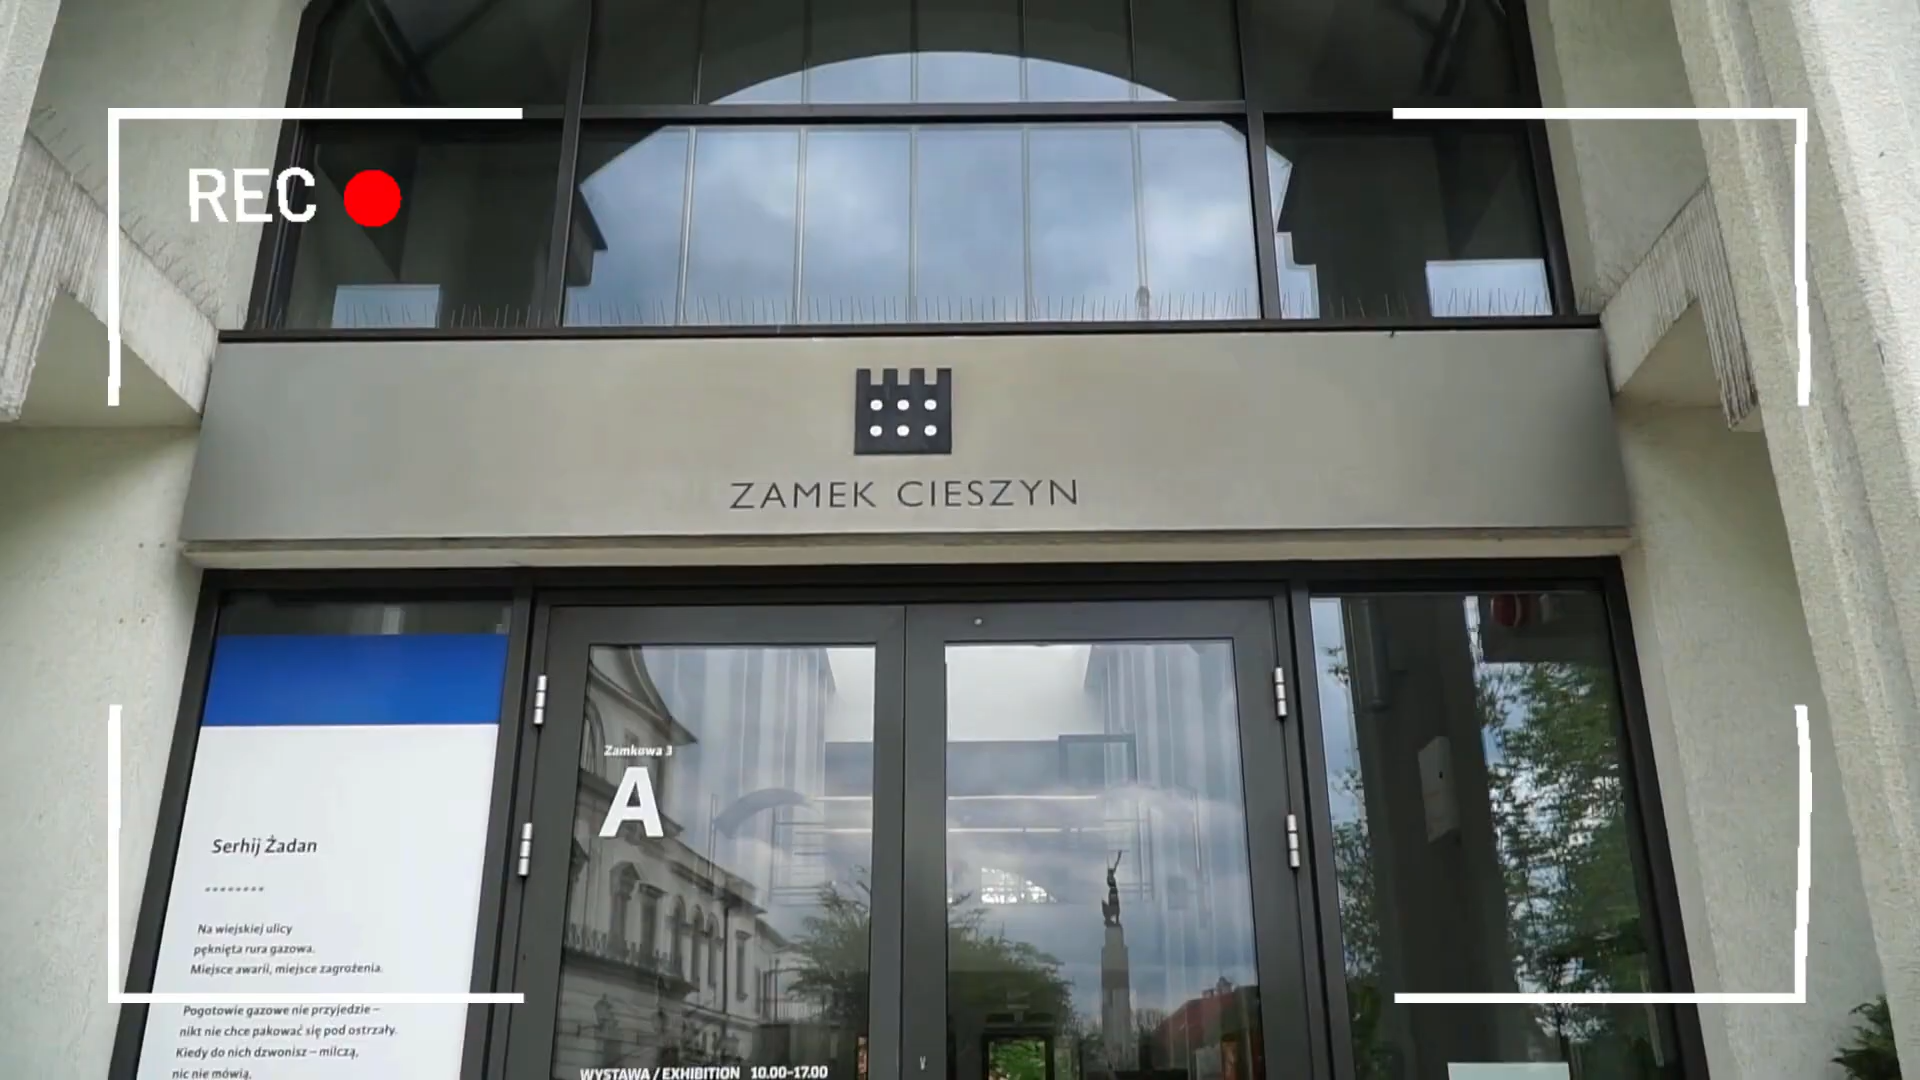 REC
ZAMEK CIESZYN
Zamkowa 3
A
Serhij Żadan
Na wiejskiej ulicy
pęknięta rura gazowa.
Miejsce awarii, miejsce zagrożenia.
Pogotowie gazowe nie przyjedzie –
nikt nie chce pakować się pod ostrzały.
Kiedy do nich dzwonisz – milczą,
nic nie mówią.
WYSTAWA / EXHIBITION 10.00-17.00